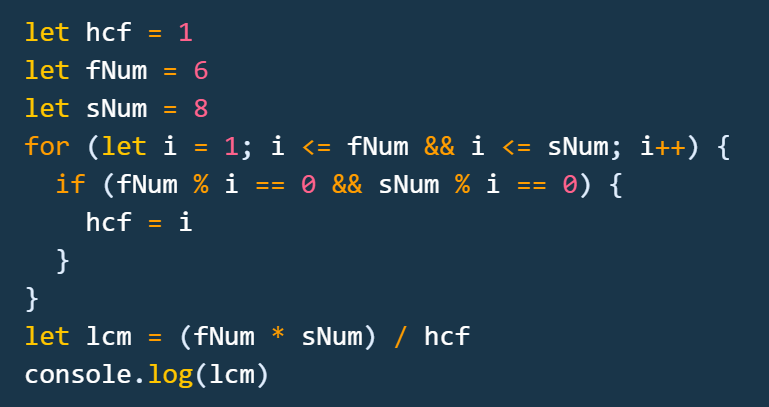 let hcf = 1
let fNum = 6
let sNum = 8
for (let i = 1; i <= fNum && i <= sNum; i++) {
  if (fNum % i == 0 && sNum % i == 0) {
    hcf = i
  }
}
let lcm = (fNum * sNum) / hcf
console.log(lcm)